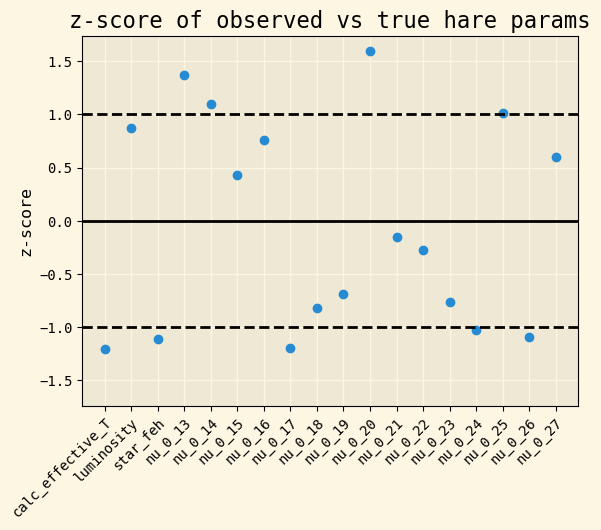 z-score of observed vs true hare params
z-score
1.5
1.0
0.5
0.0
−0.5
−1.0
−1.5
calc_effective_T
luminosity
star_feh
nu_0_13
nu_0_14
nu_0_15
nu_0_16
nu_0_17
nu_0_18
nu_0_19
nu_0_20
nu_0_21
nu_0_22
nu_0_23
nu_0_24
nu_0_25
nu_0_26
nu_0_27